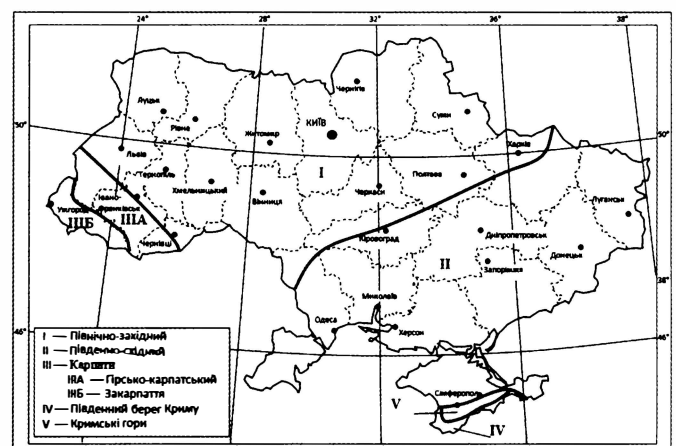 24° 28° 32° 36° 38°
Чернігів
Луцьк
Рівне
Суми
50° 50°
КИЇВ
Житомир
Харків
Львів
Тернопіль
I
Полтава
Хмельницький
Черкаси
Вінниця
Луганськ
Івано-
Франківськ
Ужгород
IIIБ IIIА
Чернівці
Кіровоград
Дніпропетровськ
Донецьк
II
Запоріжжя
38°
Миколаїв
46° Одеса
Херсон
46°
I — Північно-західний
II — Південно-східний
III — Карпати
IIIА — Гірсько-карпатський
IIIБ — Закарпаття
IV — Південний берег Криму
V — Кримські гори
Сімферополь
V
IV